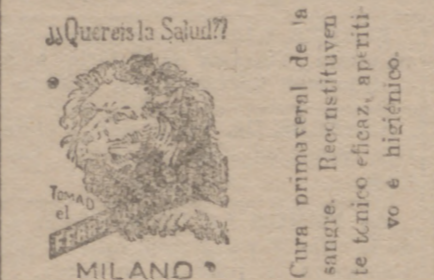 ¿¿Quereis la Salud??
TOMAD
el
MILANO
Cura primaveral de la
sangre. Reconstituyen
te tónico eficaz, aperiti-
vo é higiénico.